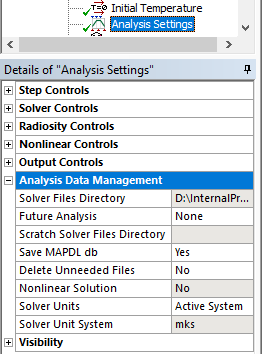 Initial Temperature
Analysis Settings
Details of "Analysis Settings"
Step Controls
Solver Controls
Radiosity Controls
Nonlinear Controls
Output Controls
Analysis Data Management
Solver Files Directory D:\InternalPr...
Future Analysis None
Scratch Solver Files Directory
Save MAPDL db Yes
Delete Unneeded Files No
Nonlinear Solution No
Solver Units Active System
Solver Unit System mks
Visibility